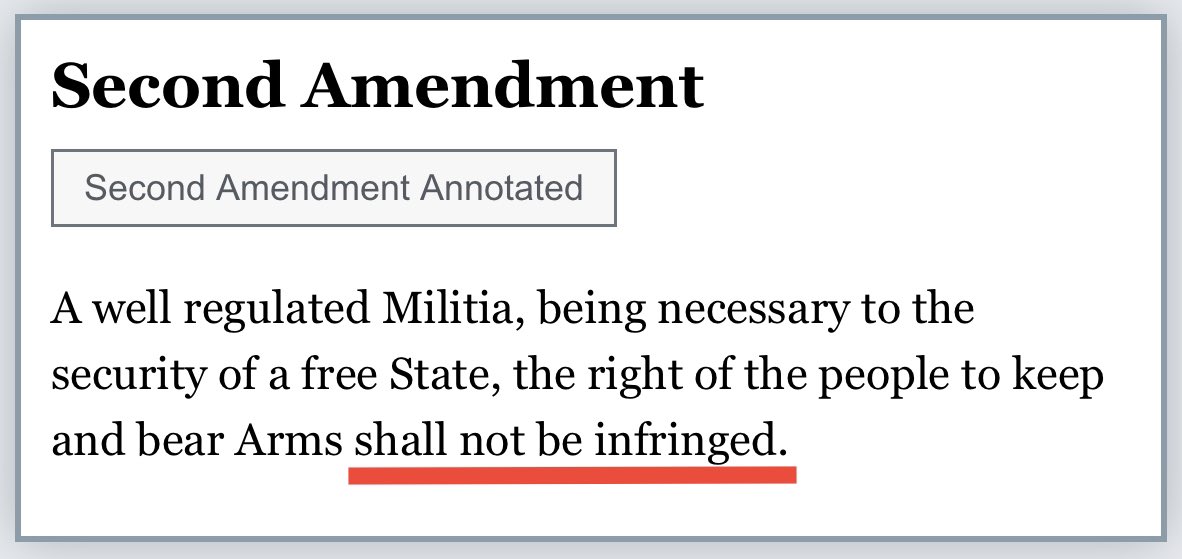 Second Amendment
Second Amendment Annotated
A well regulated Militia, being necessary to the
security of a free State, the right of the people to keep
and bear Arms shall not be infringed.